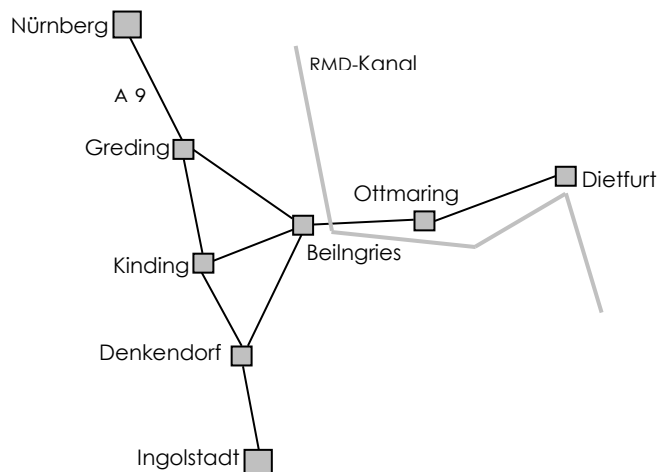 Nürnberg
RMD-Kanal
A 9
Greding
Dietfurt
Ottmaring
Beilngries
Kinding
Denkendorf
Ingolstadt